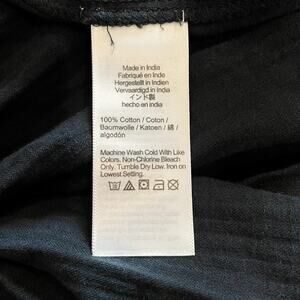 Made in India
Fabriqué en Inde
Hergestellt in Indien
Vervaardigd in India
インド製
hecho en india
100% Cotton / Coton /
Baumwolle / Katoen / 綿 /
algodón
Machine Wash Cold With Like
Colors. Non-Chlorine Bleach
Only. Tumble Dry Low. Iron on
Lowest Setting.